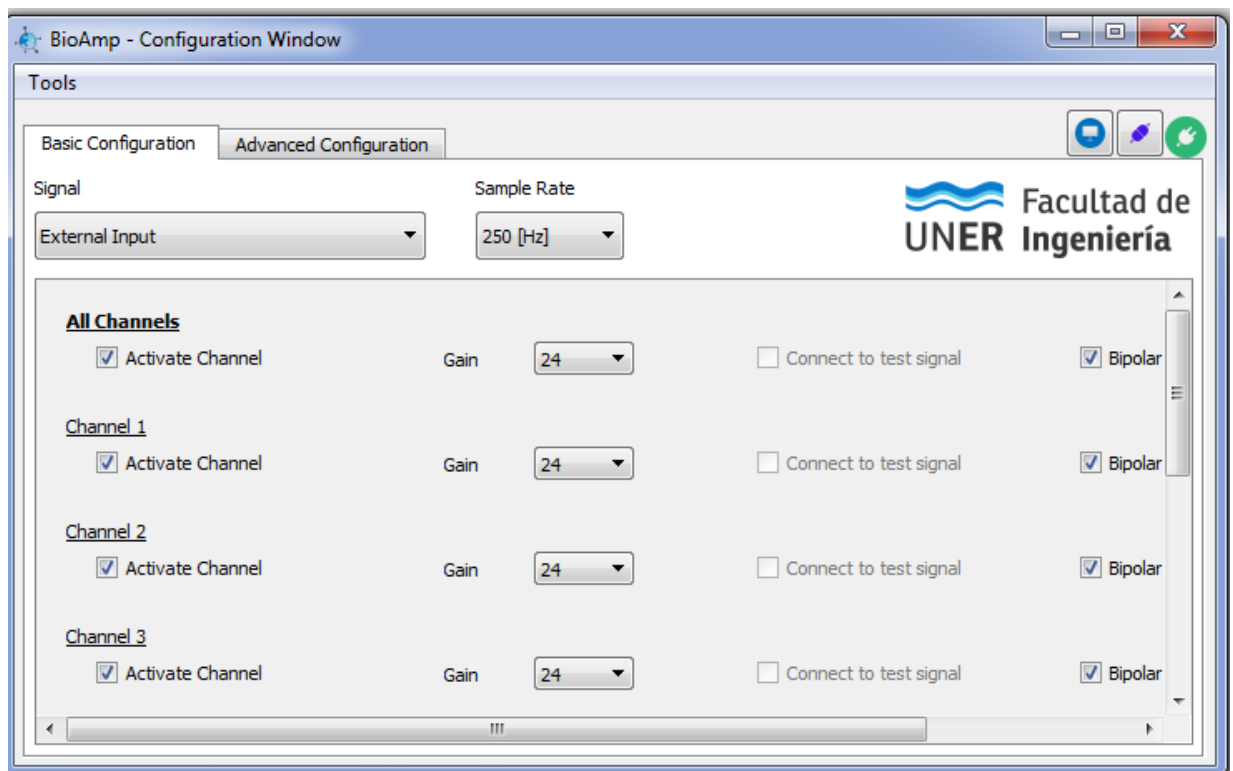 BioAmp - Configuration Window
Tools
Basic Configuration Advanced Configuration
Signal Sample Rate
External Input 250 [Hz]
UNER Facultad de Ingeniería
All Channels
Activate Channel Gain 24 Connect to test signal Bipolar
Channel 1
Activate Channel Gain 24 Connect to test signal Bipolar
Channel 2
Activate Channel Gain 24 Connect to test signal Bipolar
Channel 3
Activate Channel Gain 24 Connect to test signal Bipolar